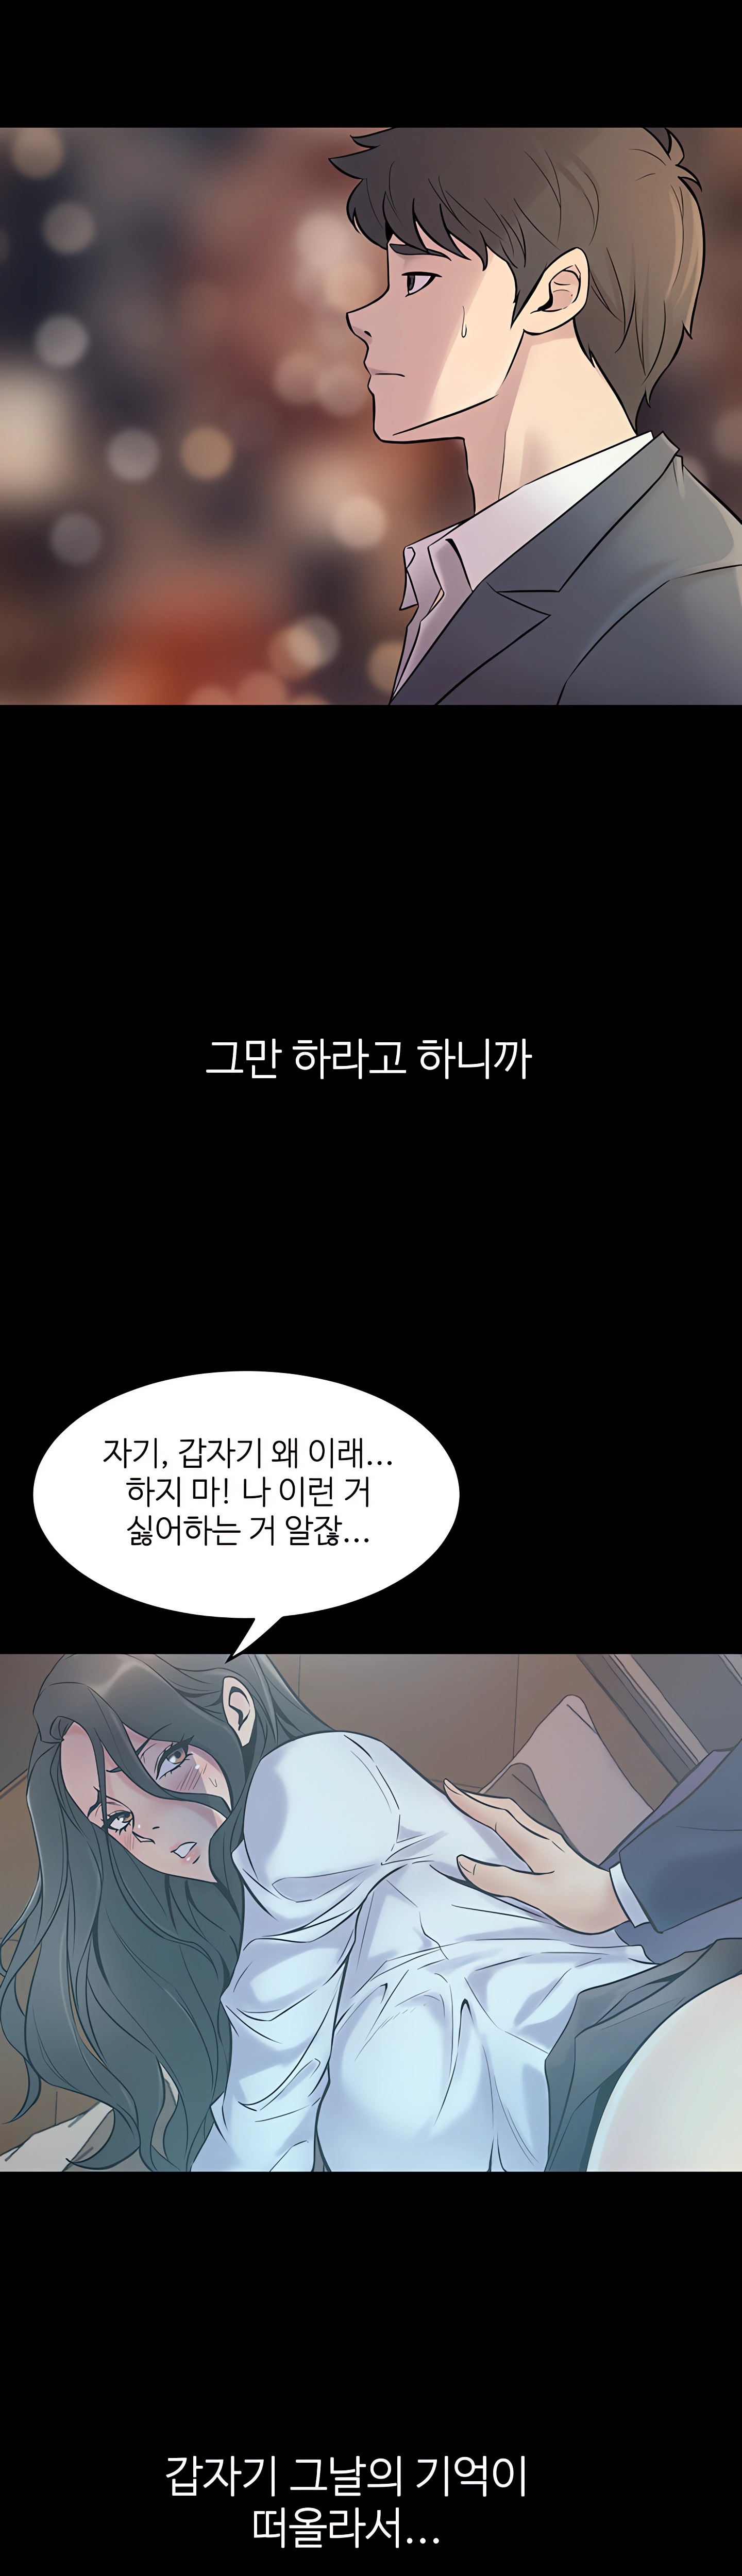 그만 하라고 하니까
자기, 갑자기 왜 이래...
하지 마! 나 이런 거
싫어하는 거 알잖...
갑자기 그날의 기억이
떠올라서...